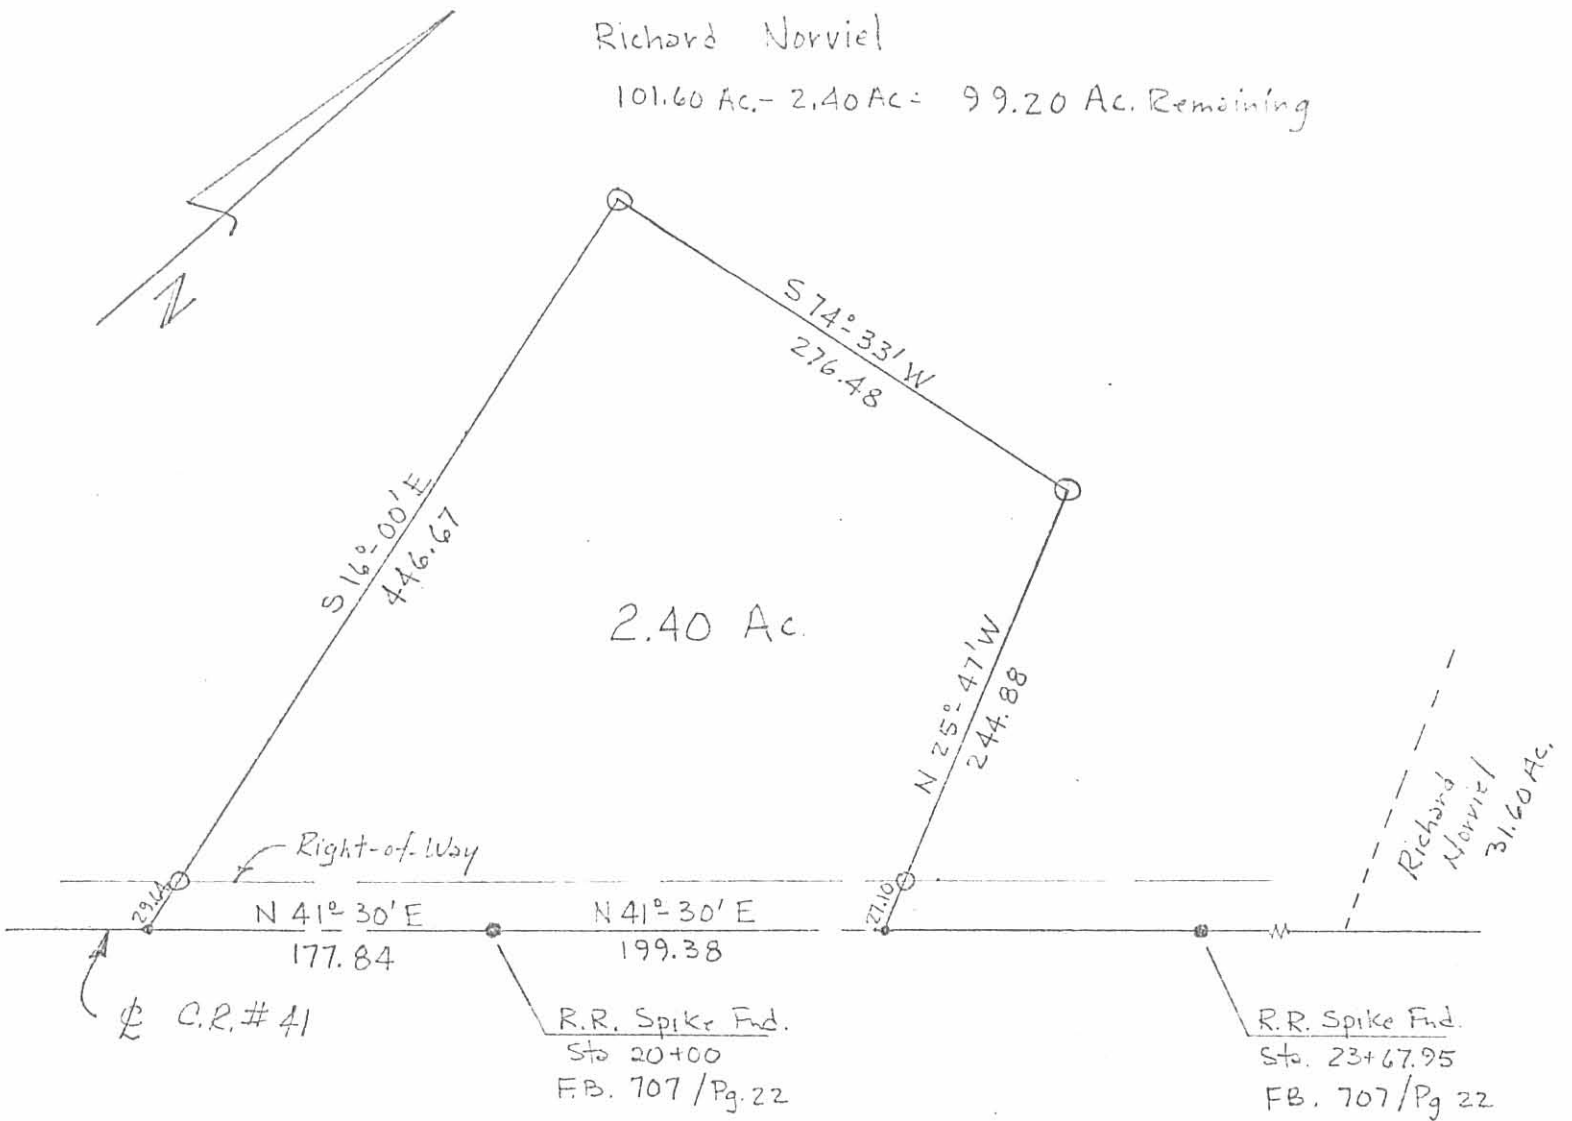 Richard Norviel
101.60 Ac. - 2.40 Ac = 99.20 Ac. Remaining
N
S 74°-33' W
276.48
S 16°-00' E
446.67
2.40 Ac.
N 25°-47' W
244.88
Richard
Norviel
31.60 Ac.
Right-of-Way
27.10
N 41°-30' E
177.84
N 41°-30' E
199.38
℄ C.R. # 41
R.R. Spike Fnd.
Sta 20+00
F.B. 707 / Pg. 22
R.R. Spike Fnd.
Sta. 23+67.95
FB. 707/Pg 22